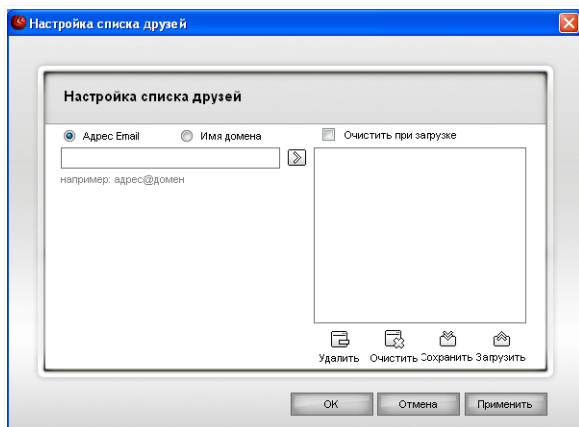 Настройка списка друзей
Настройка списка друзей
Адрес Email Имя домена Очистить при загрузке
например: адрес@домен
Удалить Очистить Сохранить Загрузить
OK Отмена Применить